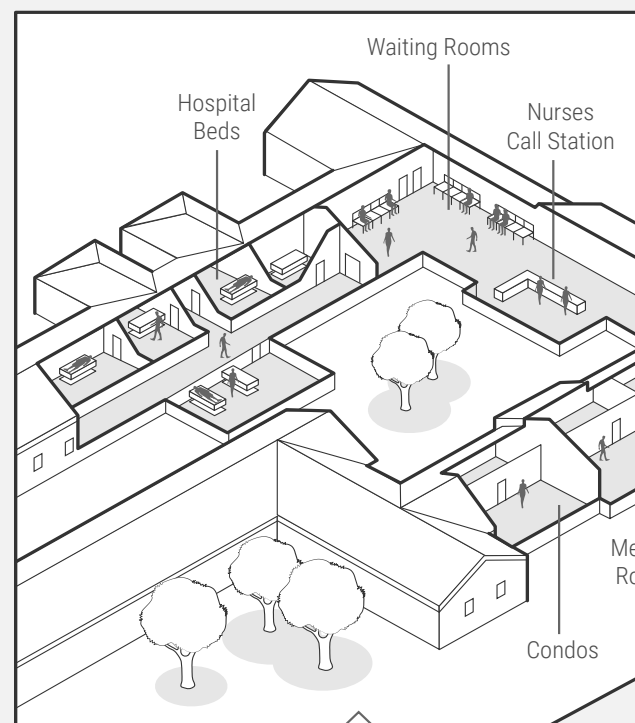 Waiting Rooms
Hospital
Beds
Nurses
Call Station
Condos